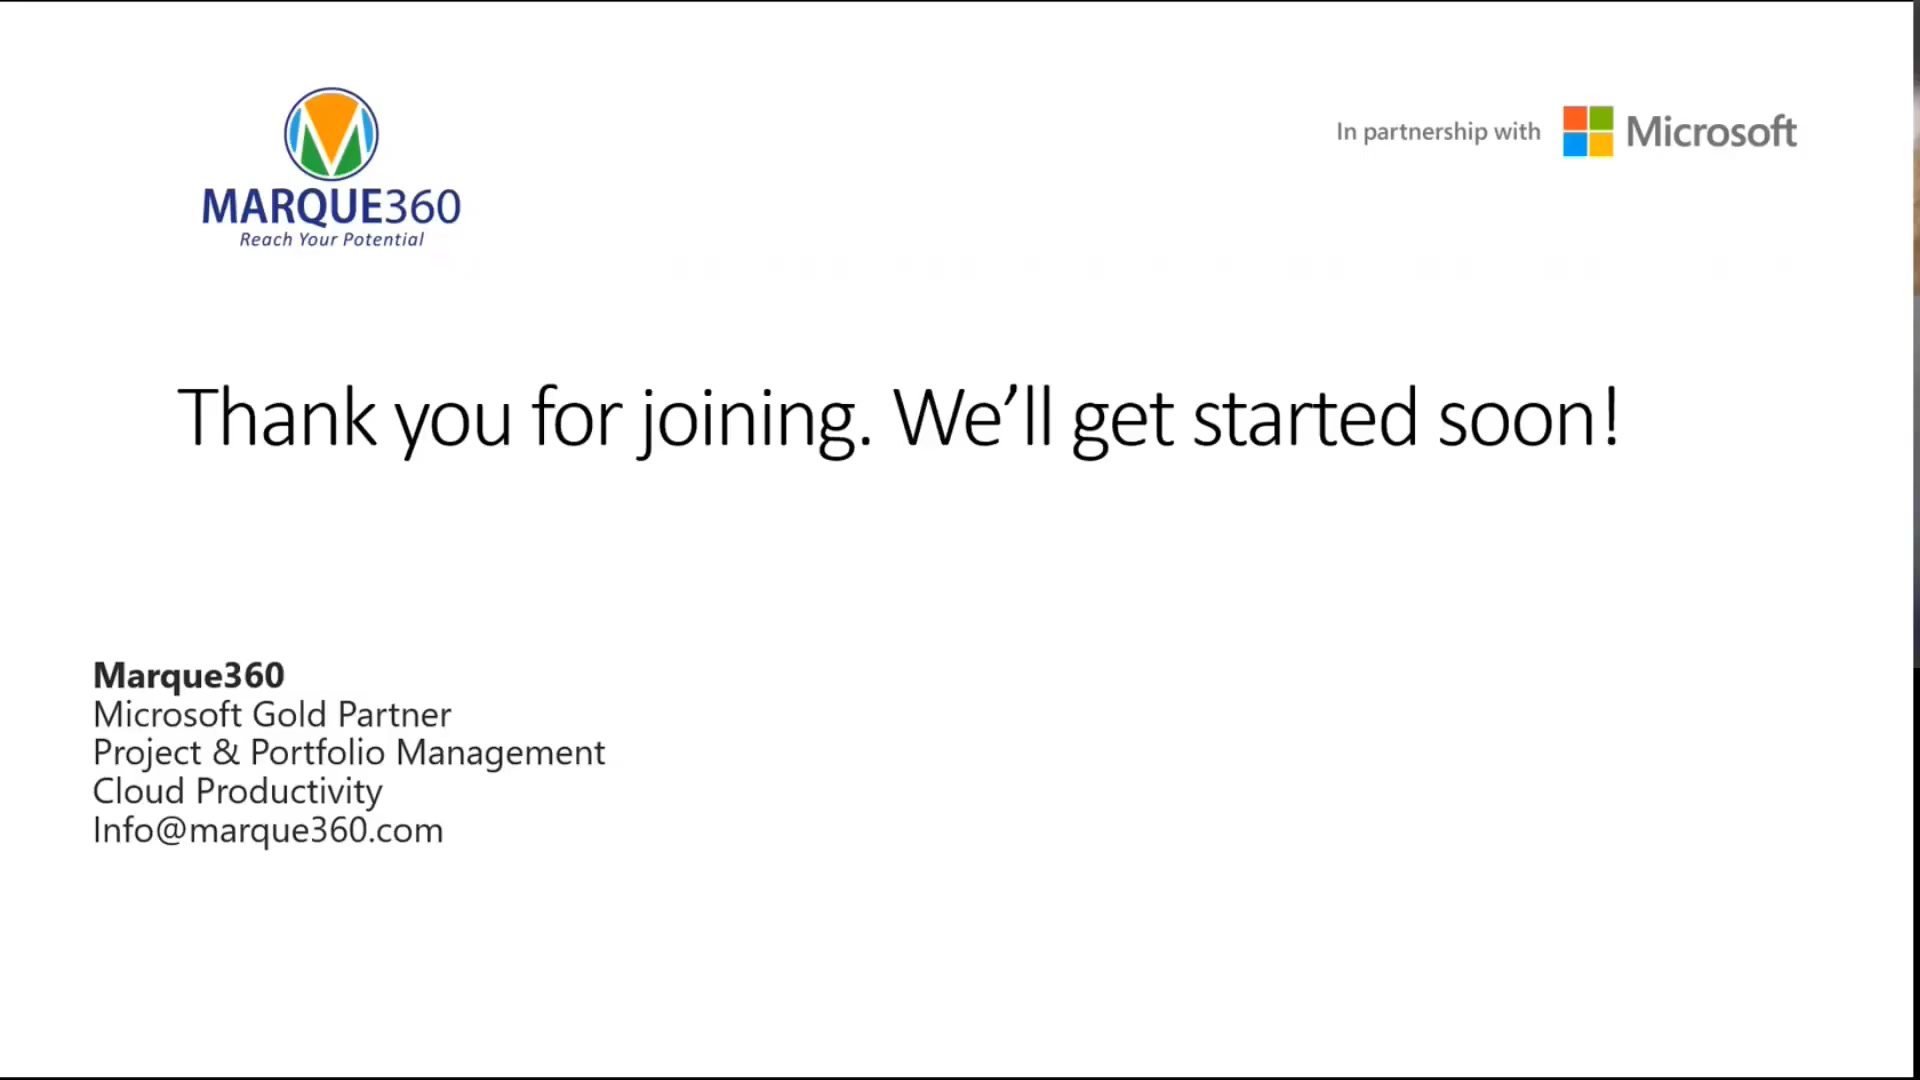 MARQUE360
Reach Your Potential
In partnership with Microsoft
Thank you for joining. We’ll get started soon!
Marque360
Microsoft Gold Partner
Project & Portfolio Management
Cloud Productivity
Info@marque360.com